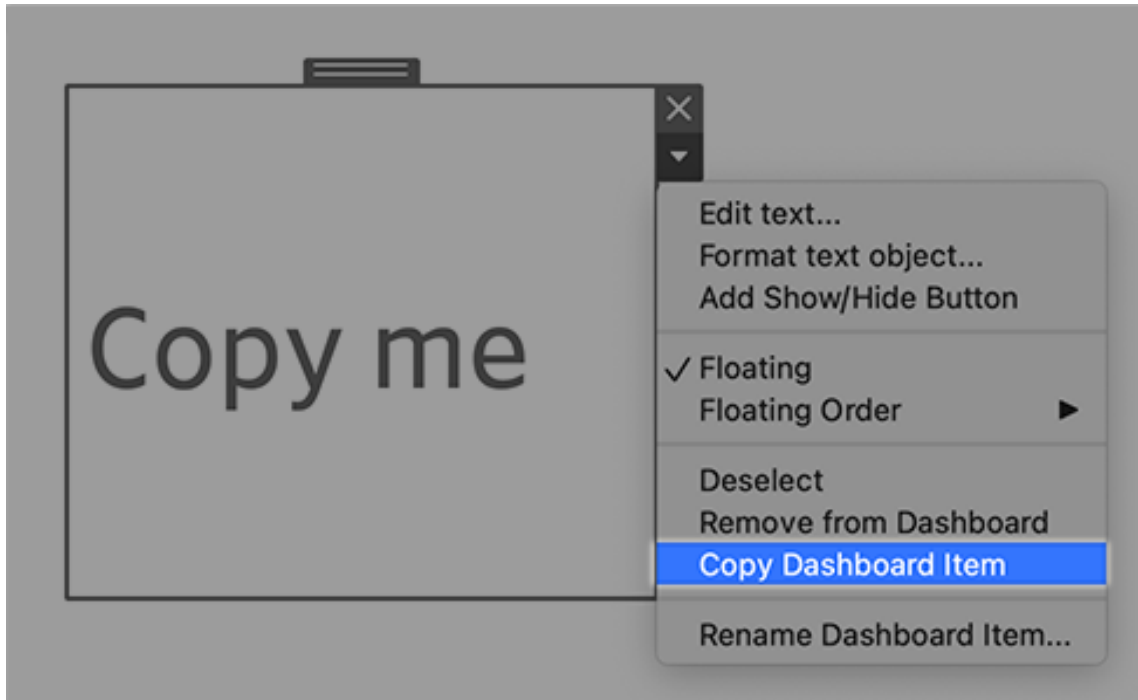 Copy me
Edit text...
Format text object...
Add Show/Hide Button
✓ Floating
Floating Order
Deselect
Remove from Dashboard
Copy Dashboard Item
Rename Dashboard Item...